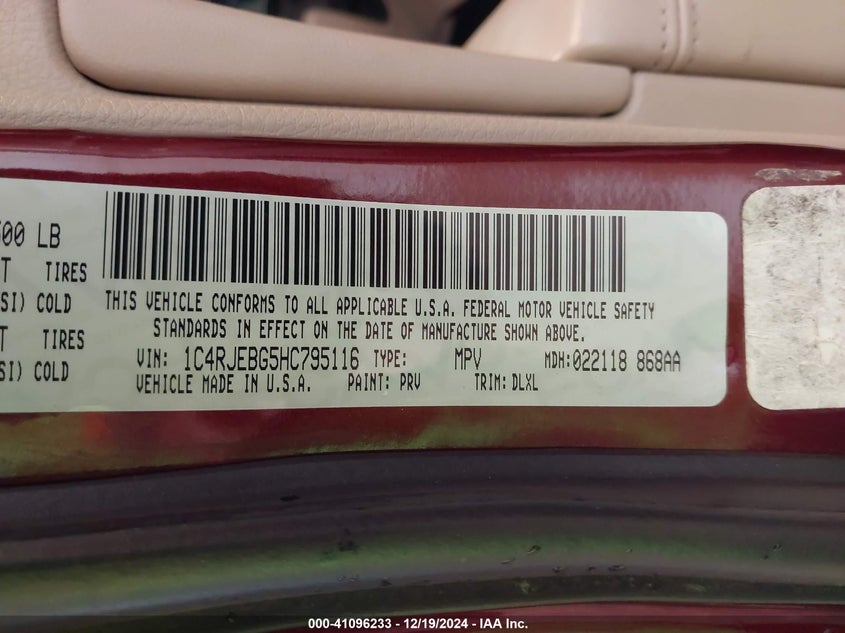 500 LB
T TIRES
SI) COLD
T TIRES
SI) COLD
THIS VEHICLE CONFORMS TO ALL APPLICABLE U.S.A. FEDERAL MOTOR VEHICLE SAFETY
STANDARDS IN EFFECT ON THE DATE OF MANUFACTURE SHOWN ABOVE.
VIN: 1C4RJEBG5HC795116 TYPE: MPV MDH:022118 868AA
VEHICLE MADE IN U.S.A. PAINT: PRV TRIM: DLXL
000-41096233 - 12/19/2024 - IAA Inc.